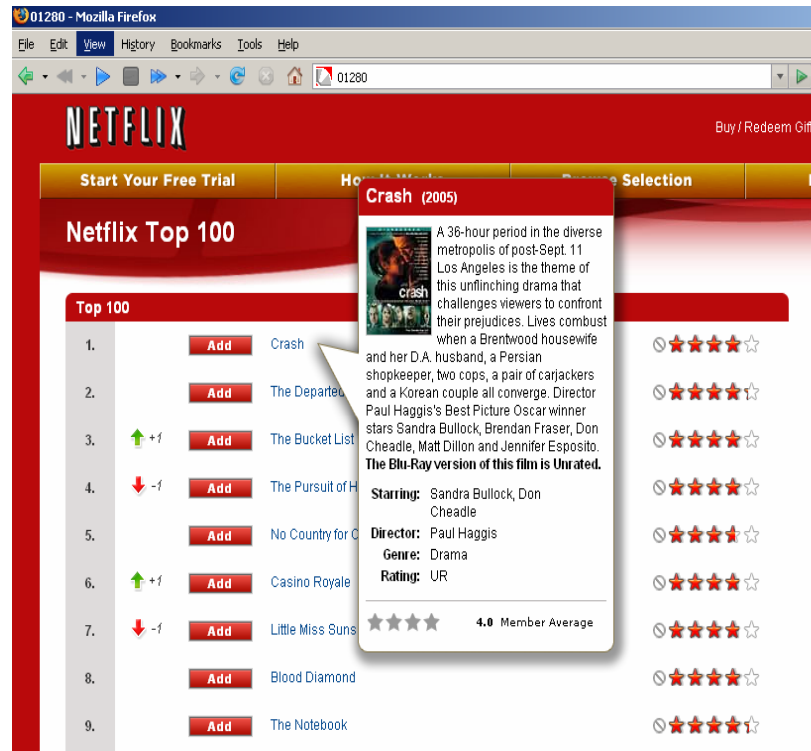 01280 - Mozilla Firefox
File Edit View History Bookmarks Tools Help
01280
NETFLIX
Buy / Redeem Gift
Start Your Free Trial
Selection
Netflix Top 100
Crash (2005)
crash
A 36-hour period in the diverse
metropolis of post-Sept. 11
Los Angeles is the theme of
this unflinching drama that
challenges viewers to confront
their prejudices. Lives combust
when a Brentwood housewife
and her D.A. husband, a Persian
shopkeeper, two cops, a pair of carjackers
and a Korean couple all converge. Director
Paul Haggis's Best Picture Oscar winner
stars Sandra Bullock, Brendan Fraser, Don
Cheadle, Matt Dillon and Jennifer Esposito.
The Blu-Ray version of this film is Unrated.
Starring: Sandra Bullock, Don
Cheadle
Director: Paul Haggis
Genre: Drama
Rating: UR
4.0 Member Average
Top 100
1. Add Crash
2. Add The Departed
3. +1 Add The Bucket List
4. -1 Add The Pursuit of H
5. Add No Country for O
6. +1 Add Casino Royale
7. -1 Add Little Miss Suns
8. Add Blood Diamond
9. Add The Notebook